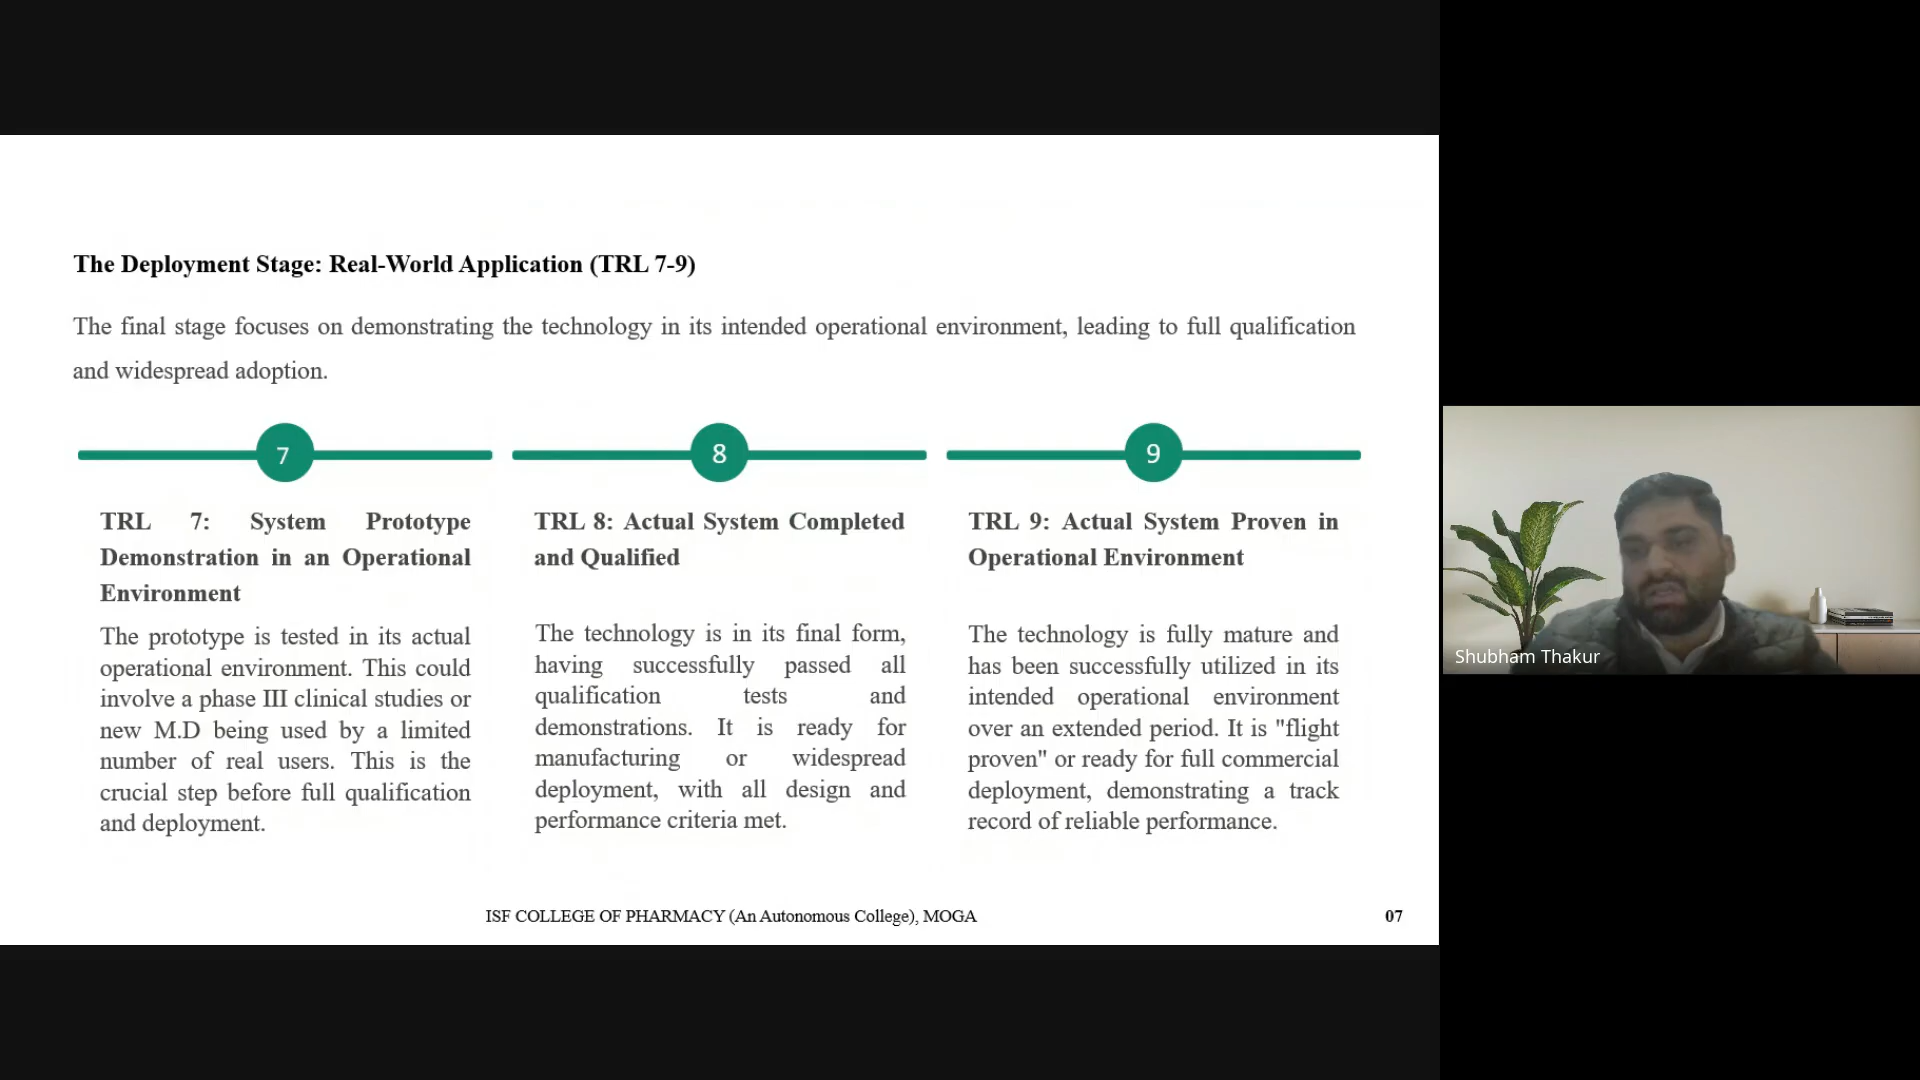 The Deployment Stage: Real-World Application (TRL 7-9)
The final stage focuses on demonstrating the technology in its intended operational environment, leading to full qualification
and widespread adoption.
7
TRL 7: System Prototype
Demonstration in an Operational
Environment
The prototype is tested in its actual
operational environment. This could
involve a phase III clinical studies or
new M.D being used by a limited
number of real users. This is the
crucial step before full qualification
and deployment.
8
TRL 8: Actual System Completed
and Qualified
The technology is in its final form,
having successfully passed all
qualification tests and
demonstrations. It is ready for
manufacturing or widespread
deployment, with all design and
performance criteria met.
9
TRL 9: Actual System Proven in
Operational Environment
The technology is fully mature and
has been successfully utilized in its
intended operational environment
over an extended period. It is "flight
proven" or ready for full commercial
deployment, demonstrating a track
record of reliable performance.
ISF COLLEGE OF PHARMACY (An Autonomous College), MOGA
07
Shubham Thakur